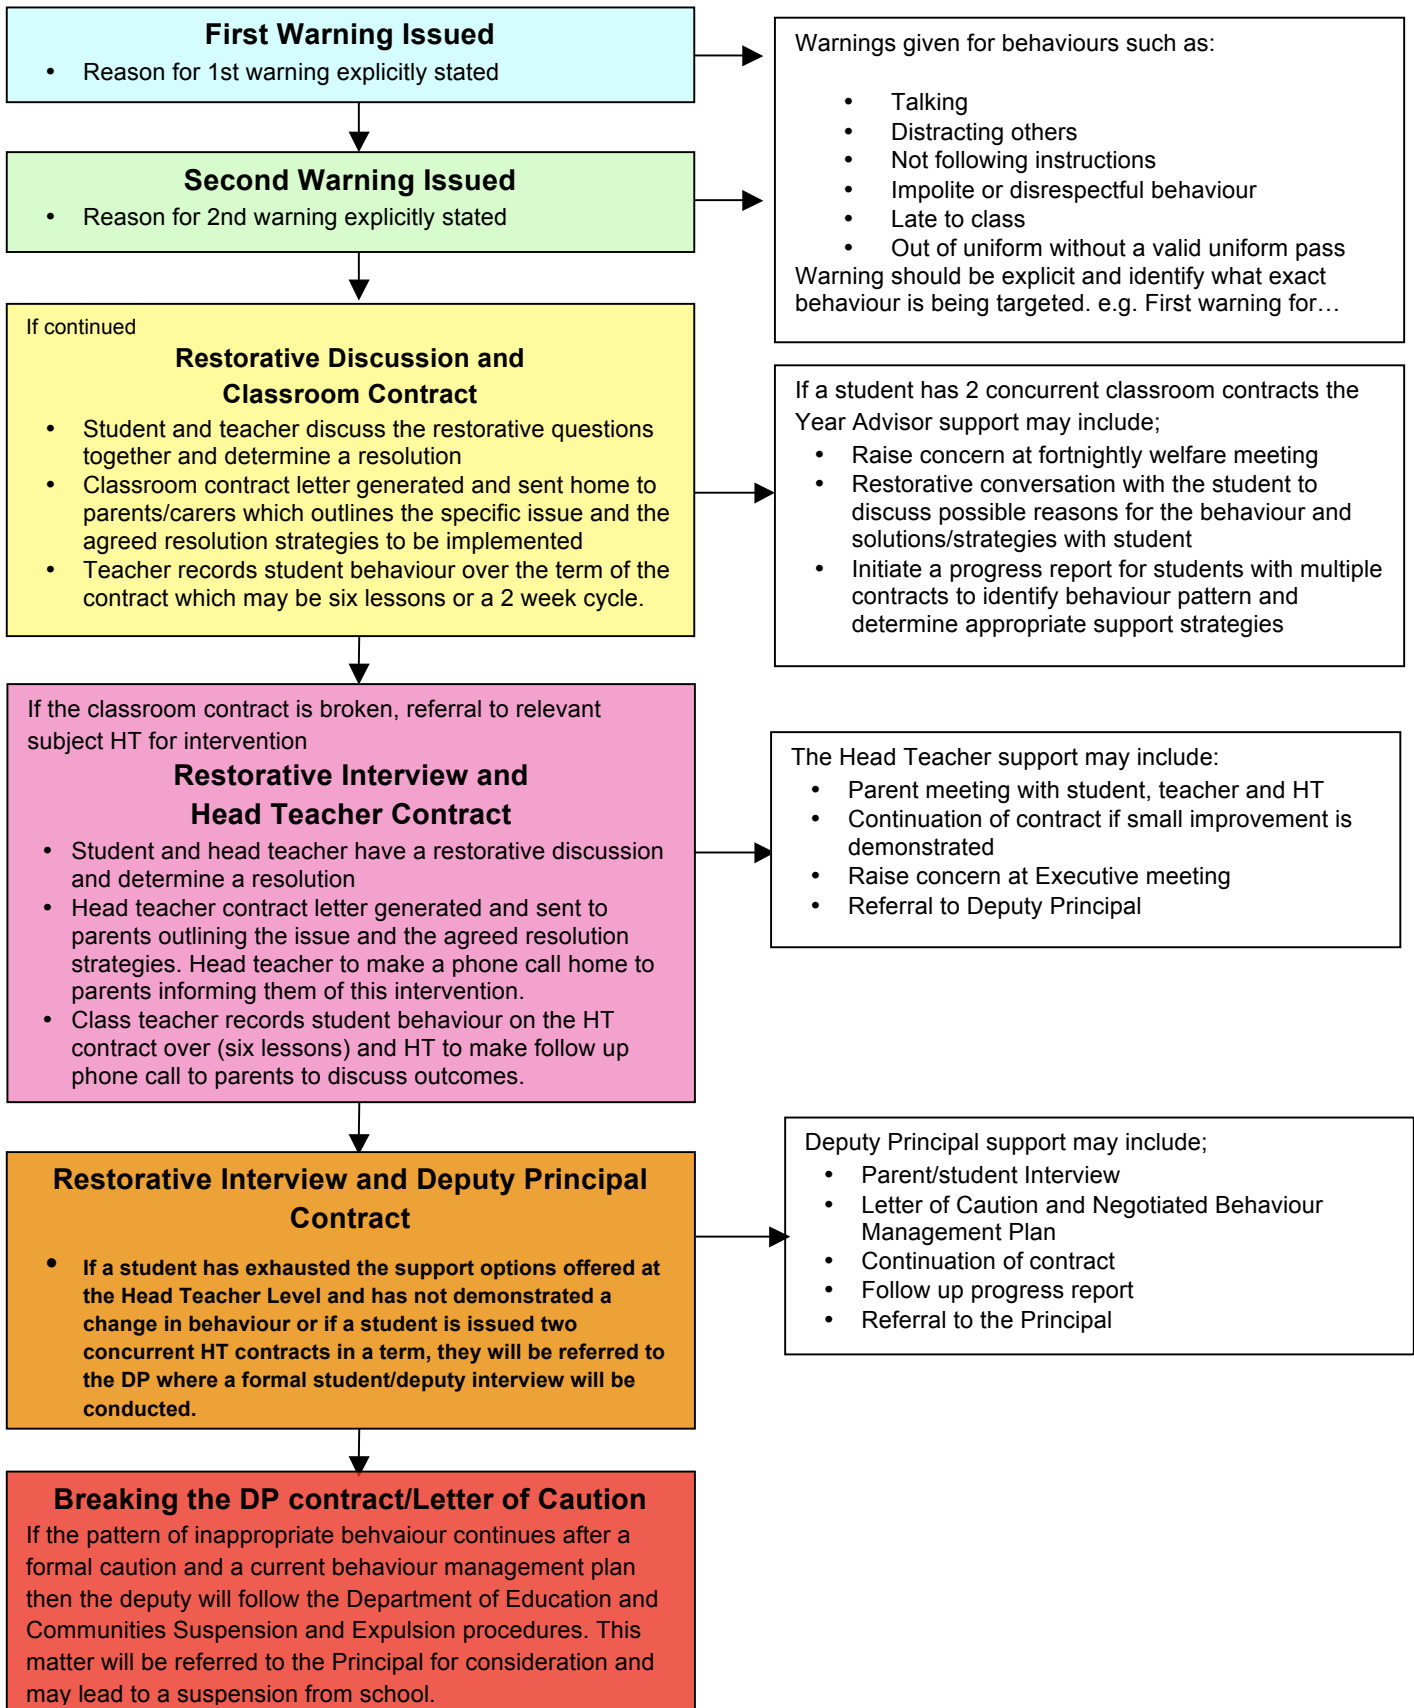 First Warning Issued
• Reason for 1st warning explicitly stated
Warnings given for behaviours such as:
• Talking
• Distracting others
• Not following instructions
• Impolite or disrespectful behaviour
• Late to class
• Out of uniform without a valid uniform pass
Warning should be explicit and identify what exact
behaviour is being targeted. e.g. First warning for…
Second Warning Issued
• Reason for 2nd warning explicitly stated
If continued
Restorative Discussion and
Classroom Contract
• Student and teacher discuss the restorative questions
together and determine a resolution
• Classroom contract letter generated and sent home to
parents/carers which outlines the specific issue and the
agreed resolution strategies to be implemented
• Teacher records student behaviour over the term of the
contract which may be six lessons or a 2 week cycle.
If a student has 2 concurrent classroom contracts the
Year Advisor support may include;
• Raise concern at fortnightly welfare meeting
• Restorative conversation with the student to
discuss possible reasons for the behaviour and
solutions/strategies with student
• Initiate a progress report for students with multiple
contracts to identify behaviour pattern and
determine appropriate support strategies
If the classroom contract is broken, referral to relevant
subject HT for intervention
Restorative Interview and
Head Teacher Contract
• Student and head teacher have a restorative discussion
and determine a resolution
• Head teacher contract letter generated and sent to
parents outlining the issue and the agreed resolution
strategies. Head teacher to make a phone call home to
parents informing them of this intervention.
• Class teacher records student behaviour on the HT
contract over (six lessons) and HT to make follow up
phone call to parents to discuss outcomes.
The Head Teacher support may include:
• Parent meeting with student, teacher and HT
• Continuation of contract if small improvement is
demonstrated
• Raise concern at Executive meeting
• Referral to Deputy Principal
Restorative Interview and Deputy Principal
Contract
• If a student has exhausted the support options offered at
the Head Teacher Level and has not demonstrated a
change in behaviour or if a student is issued two
concurrent HT contracts in a term, they will be referred to
the DP where a formal student/deputy interview will be
conducted.
Deputy Principal support may include;
• Parent/student Interview
• Letter of Caution and Negotiated Behaviour
Management Plan
• Continuation of contract
• Follow up progress report
• Referral to the Principal
Breaking the DP contract/Letter of Caution
If the pattern of inappropriate behvaiour continues after a
formal caution and a current behaviour management plan
then the deputy will follow the Department of Education and
Communities Suspension and Expulsion procedures. This
matter will be referred to the Principal for consideration and
may lead to a suspension from school.